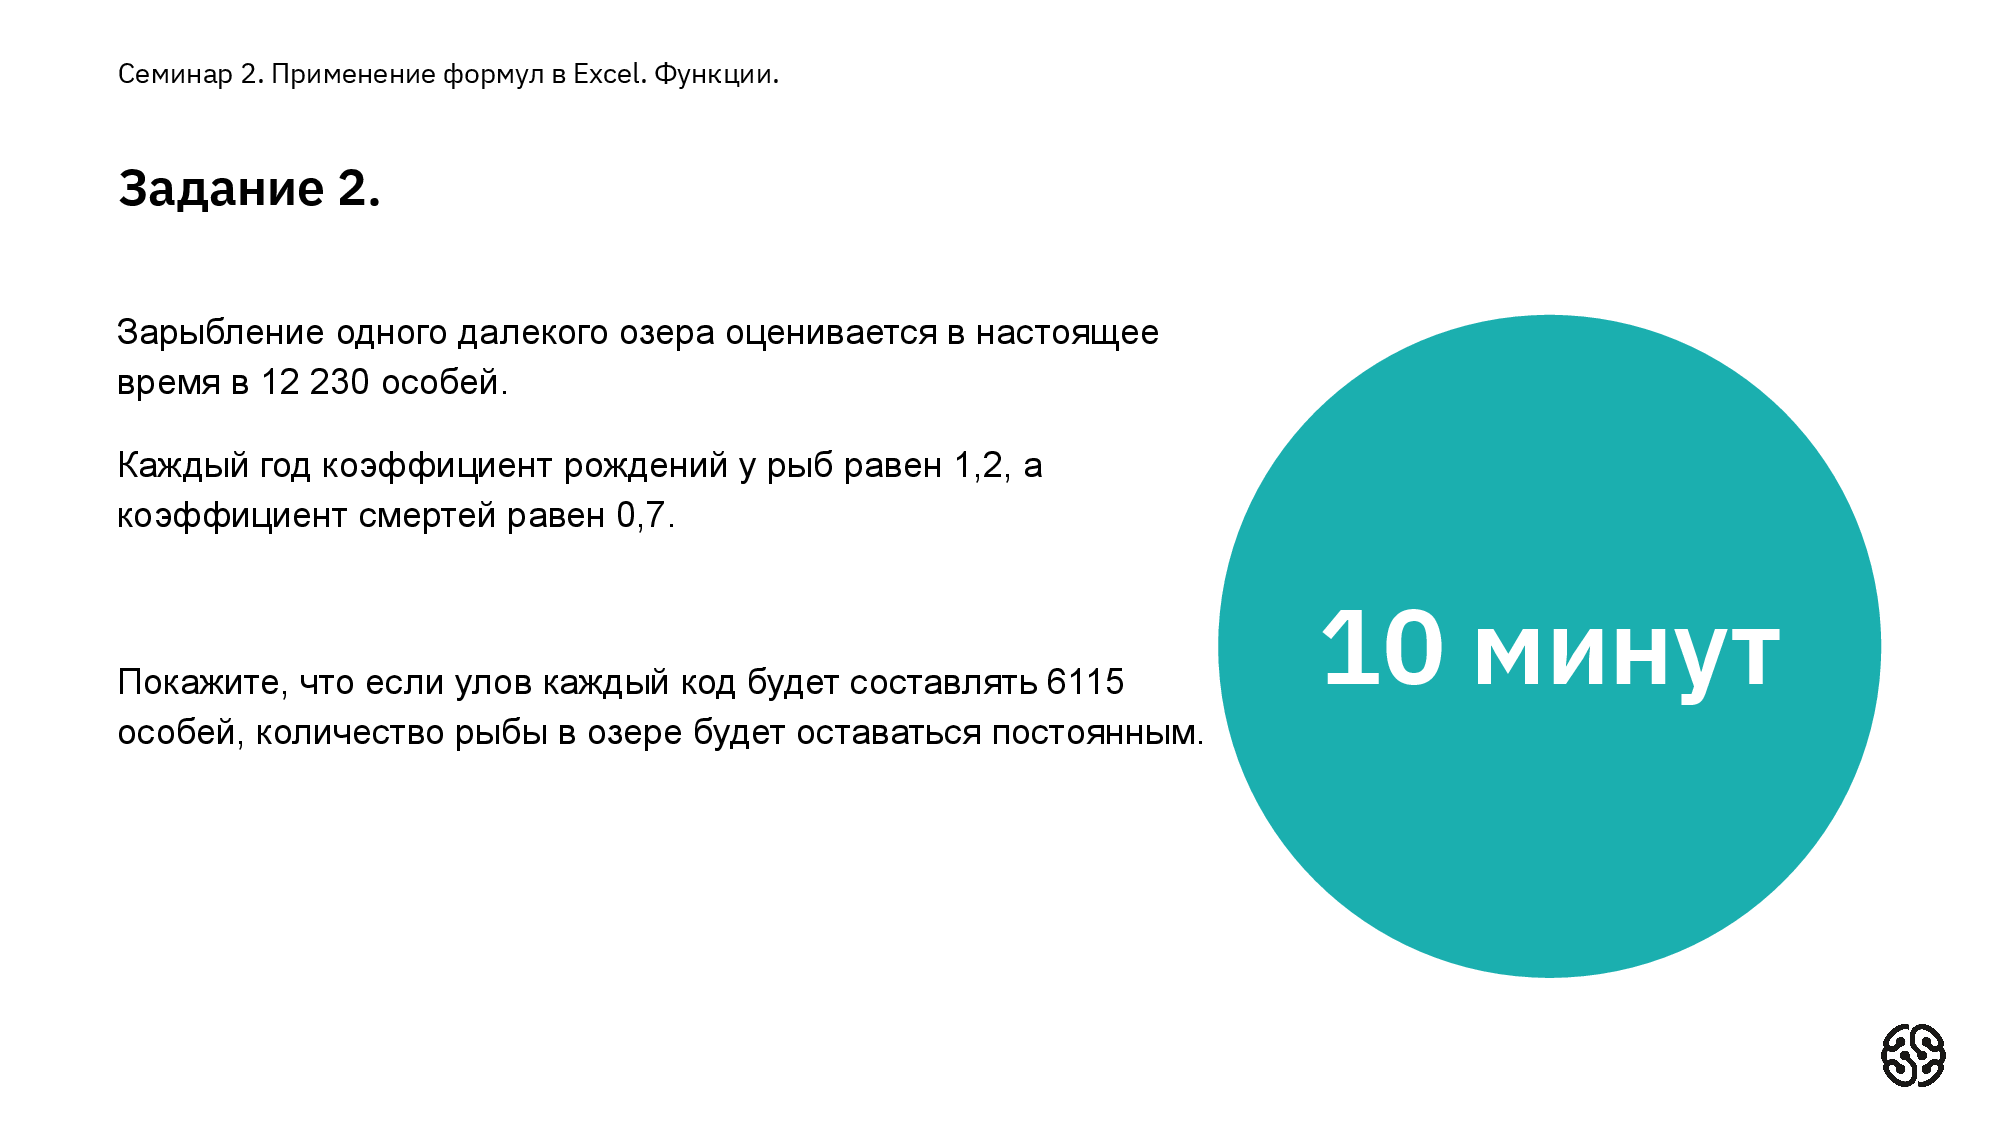 Семинар 2. Применение формул в Excel. Функции.
Задание 2.
Зарыбление одного далекого озера оценивается в настоящее
время в 12 230 особей.
Каждый год коэффициент рождений у рыб равен 1,2, а
коэффициент смертей равен 0,7.
Покажите, что если улов каждый код будет составлять 6115
особей, количество рыбы в озере будет оставаться постоянным.
10 минут